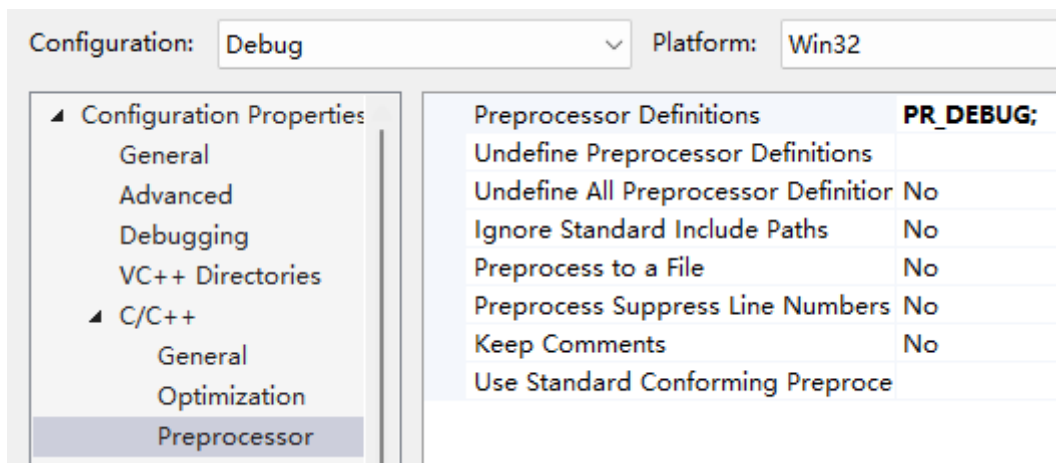 Configuration: Debug Platform: Win32
Configuration Properties
General
Advanced
Debugging
VC++ Directories
C/C++
General
Optimization
Preprocessor
Preprocessor Definitions PR_DEBUG;
Undefine Preprocessor Definitions
Undefine All Preprocessor Definition No
Ignore Standard Include Paths No
Preprocess to a File No
Preprocess Suppress Line Numbers No
Keep Comments No
Use Standard Conforming Preproce